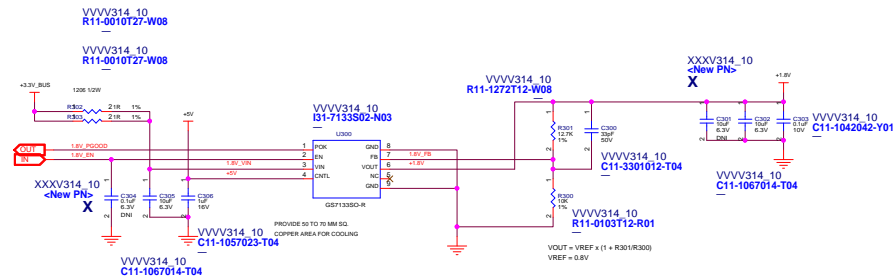 VVVV314_10
R11-0010T27-W08
VVVV314_10
R11-0010T27-W08
+3.3V_BUS
1206 1/2W
R302 1 2 1R 1%
R303 1 2 1R 1%
+5V
VVVV314_10
I31-7133S02-N03
U300
1 POK GND 8
2 EN FB 7
3 VIN VOUT 6
4 CNTL NC 5
GND 9
GS7133SO-R
OUT 1.8V_PGOOD
IN 1.8V_EN
1.8V_VIN
+5V
1.8V_FB
+1.8V
XXXV314_10
<New PN>
X
C304
0.1uF
6.3V
DNI
C305
10uF
6.3V
C306
1uF
16V
VVVV314_10
C11-1057023-T04
VVVV314_10
C11-1067014-T04
PROVIDE 50 TO 70 MM SQ.
COPPER AREA FOR COOLING
VVVV314_10
R11-1272T12-W08
R301
12.7K
1%
C300
33pF
50V
VVVV314_10
C11-3301012-T04
R300
10K
1%
VVVV314_10
R11-0103T12-R01
VOUT = VREF x (1 + R301/R300)
VREF = 0.8V
XXXV314_10
<New PN>
X
+1.8V
C301
10uF
6.3V
DNI
C302
10uF
6.3V
C303
0.1uF
10V
VVVV314_10
C11-1042042-Y01
VVVV314_10
C11-1067014-T04